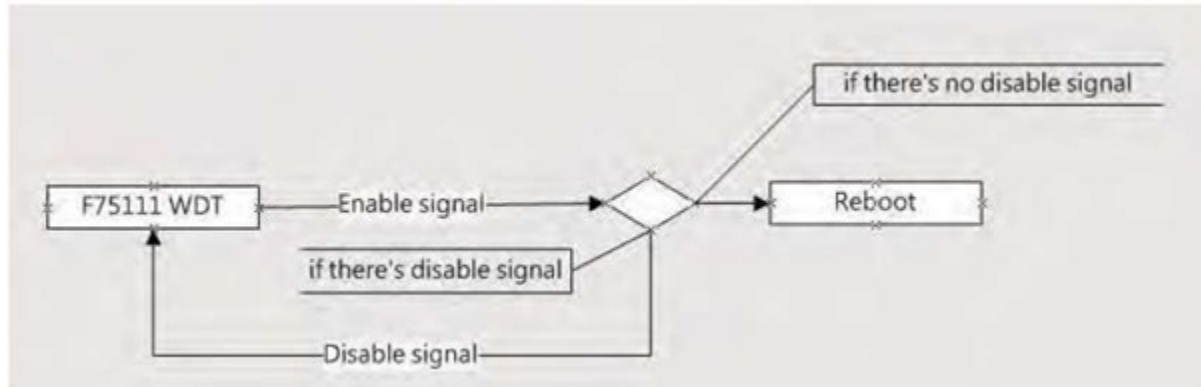 if there's no disable signal
F75111 WDT
Enable signal
Reboot
if there's disable signal
Disable signal